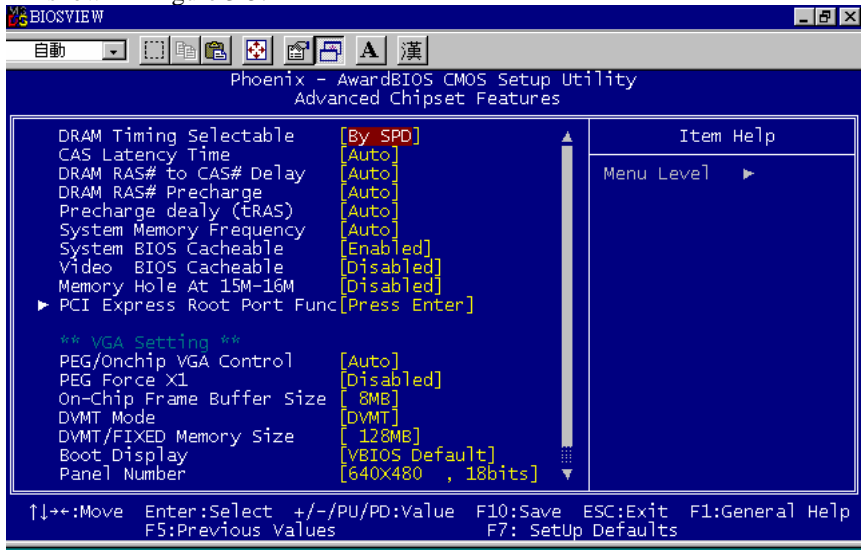 BIOSVIEW
自動
A 漢
Phoenix - AwardBIOS CMOS Setup Utility
Advanced Chipset Features
DRAM Timing Selectable [By SPD]
CAS Latency Time [Auto]
DRAM RAS# to CAS# Delay [Auto]
DRAM RAS# Precharge [Auto]
Precharge dealy (tRAS) [Auto]
System Memory Frequency [Auto]
System BIOS Cacheable [Enabled]
Video BIOS Cacheable [Disabled]
Memory Hole At 15M-16M [Disabled]
► PCI Express Root Port Func[Press Enter]
** VGA Setting **
PEG/Onchip VGA Control [Auto]
PEG Force X1 [Disabled]
On-Chip Frame Buffer Size [ 8MB]
DVMT Mode [DVMT]
DVMT/FIXED Memory Size [ 128MB]
Boot Display [VBIOS Default]
Panel Number [640X480 , 18bits]
Item Help
Menu Level ►
↑↓→←:Move Enter:Select +/-/PU/PD:Value F10:Save ESC:Exit F1:General Help
F5:Previous Values F7: SetUp Defaults